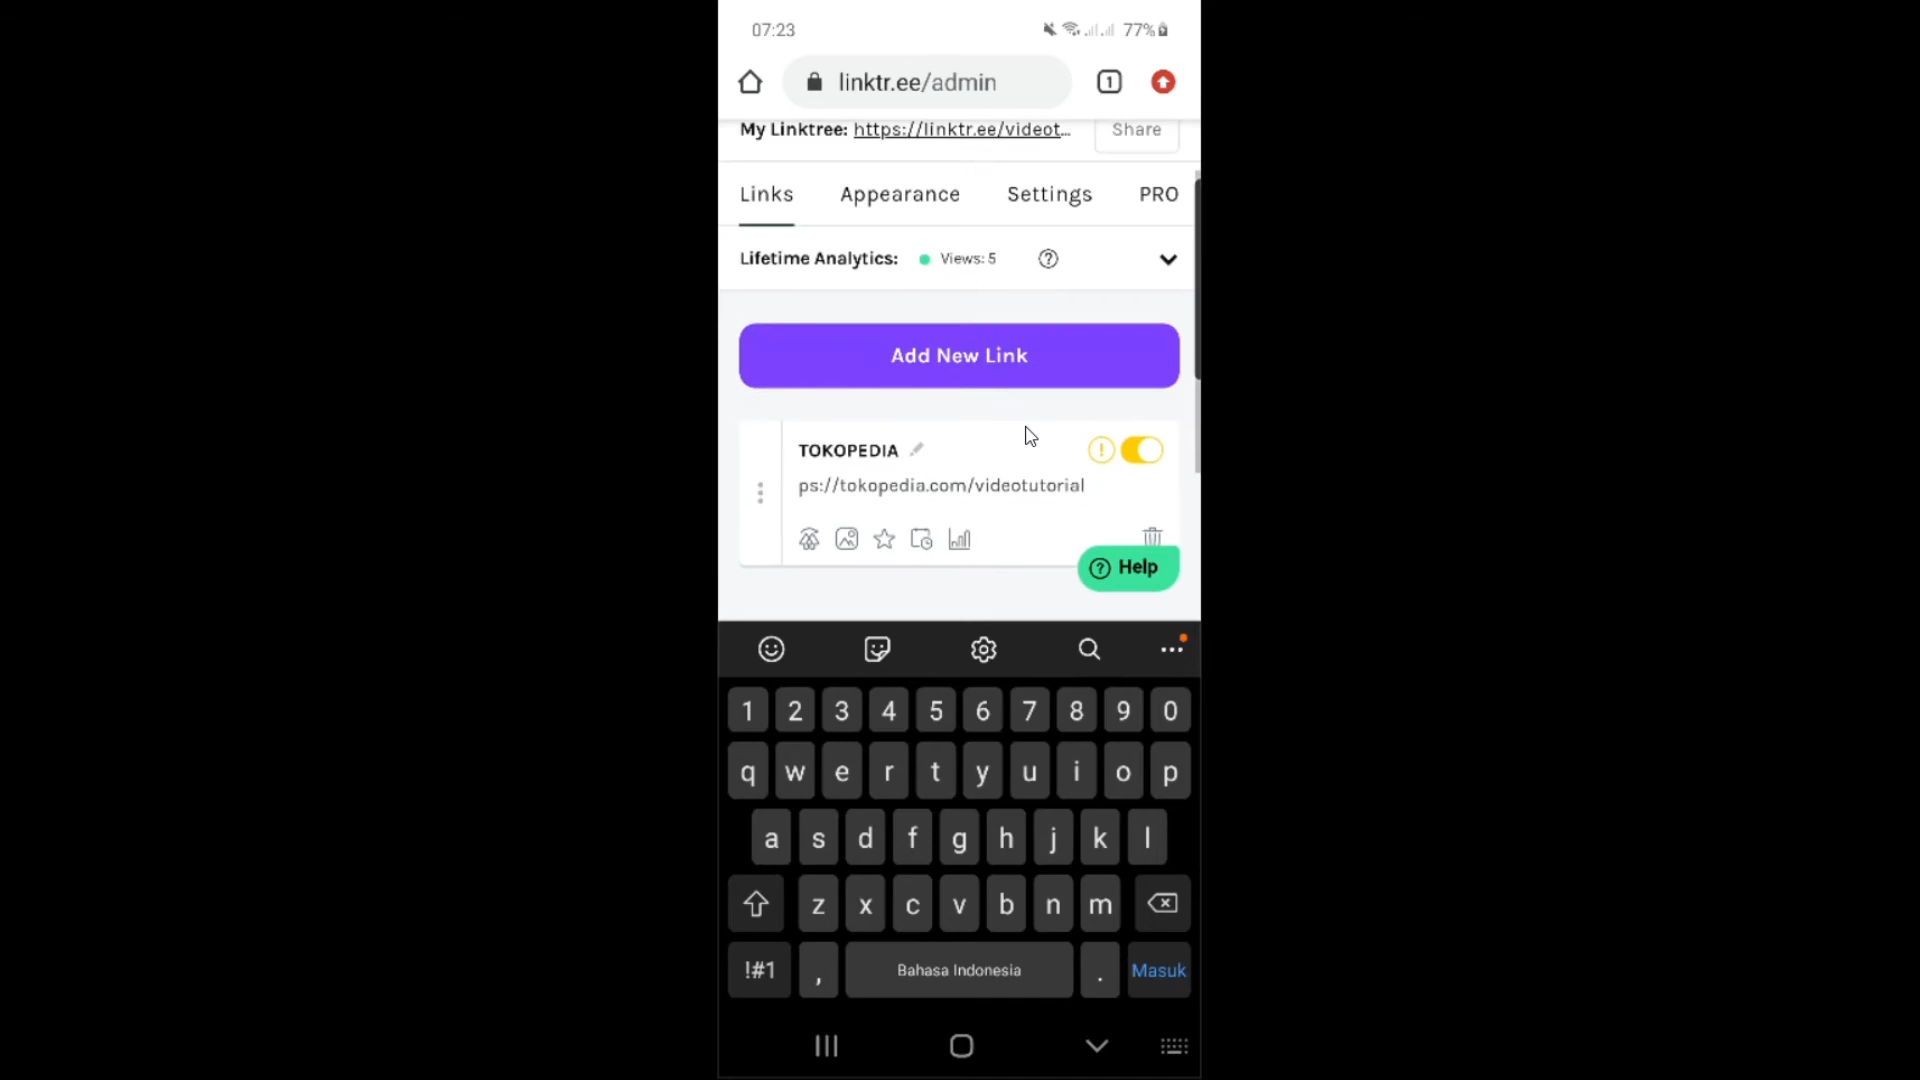 07:23 77%
linktr.ee/admin 1
My Linktree: https://linktr.ee/videot... Share
Links Appearance Settings PRO
Lifetime Analytics: Views: 5 ?
Add New Link
TOKOPEDIA !
ps://tokopedia.com/videotutorial
? Help
1 2 3 4 5 6 7 8 9 0
q w e r t y u i o p
a s d f g h j k l
z x c v b n m
!#1 , Bahasa Indonesia . Masuk